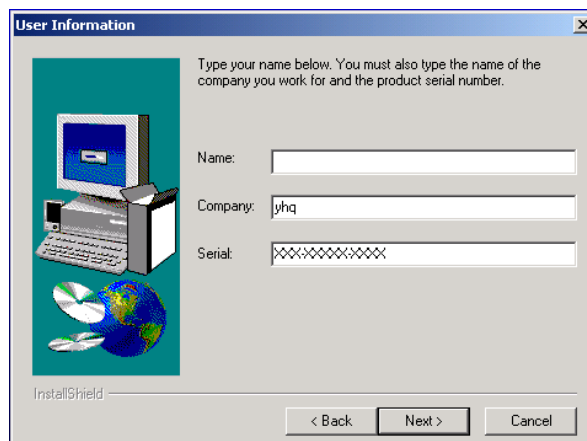 User Information
Type your name below. You must also type the name of the
company you work for and the product serial number.
Name:
Company: yhq
Serial: XXX-XXXXX-XXXX
InstallShield
< Back Next > Cancel